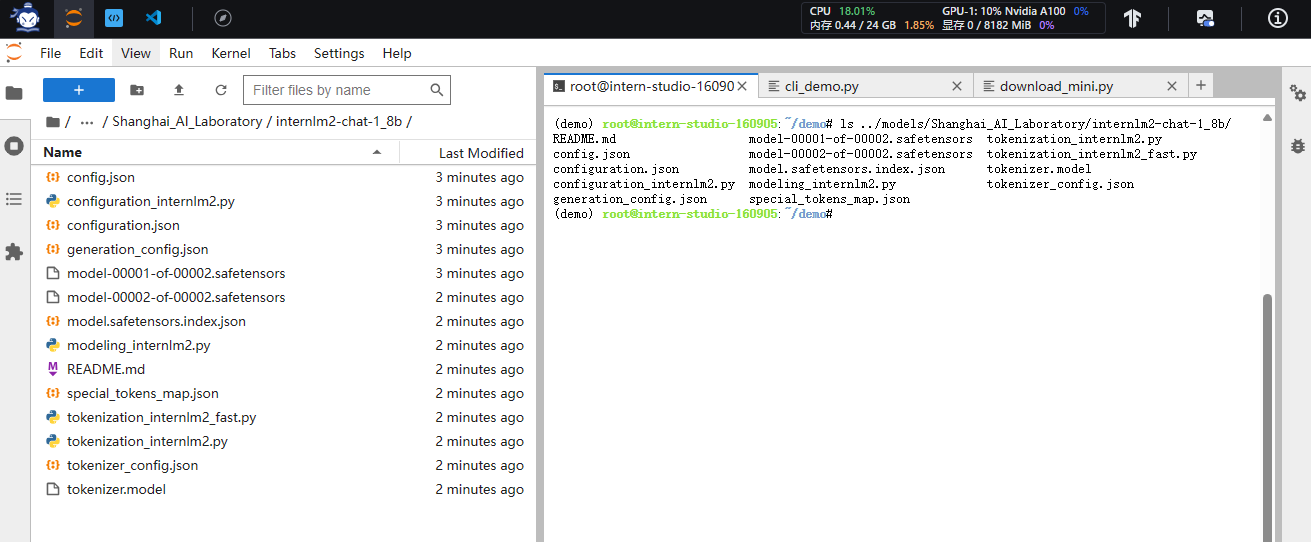 CPU 18.01% GPU-1: 10% Nvidia A100 0%
内存 0.44 / 24 GB 1.85% 显存 0 / 8182 MiB 0%
File Edit View Run Kernel Tabs Settings Help
+ Filter files by name
/ ... / Shanghai_AI_Laboratory / internlm2-chat-1_8b /
Name Last Modified
config.json 3 minutes ago
configuration_internlm2.py 3 minutes ago
configuration.json 3 minutes ago
generation_config.json 3 minutes ago
model-00001-of-00002.safetensors 3 minutes ago
model-00002-of-00002.safetensors 2 minutes ago
model.safetensors.index.json 2 minutes ago
modeling_internlm2.py 2 minutes ago
README.md 2 minutes ago
special_tokens_map.json 2 minutes ago
tokenization_internlm2_fast.py 2 minutes ago
tokenization_internlm2.py 2 minutes ago
tokenizer_config.json 2 minutes ago
tokenizer.model 2 minutes ago
root@intern-studio-16090 cli_demo.py download_mini.py +
(demo) root@intern-studio-160905:~/demo# ls ../models/Shanghai_AI_Laboratory/internlm2-chat-1_8b/
README.md model-00001-of-00002.safetensors tokenization_internlm2.py
config.json model-00002-of-00002.safetensors tokenization_internlm2_fast.py
configuration.json model.safetensors.index.json tokenizer.model
configuration_internlm2.py modeling_internlm2.py tokenizer_config.json
generation_config.json special_tokens_map.json
(demo) root@intern-studio-160905:~/demo#